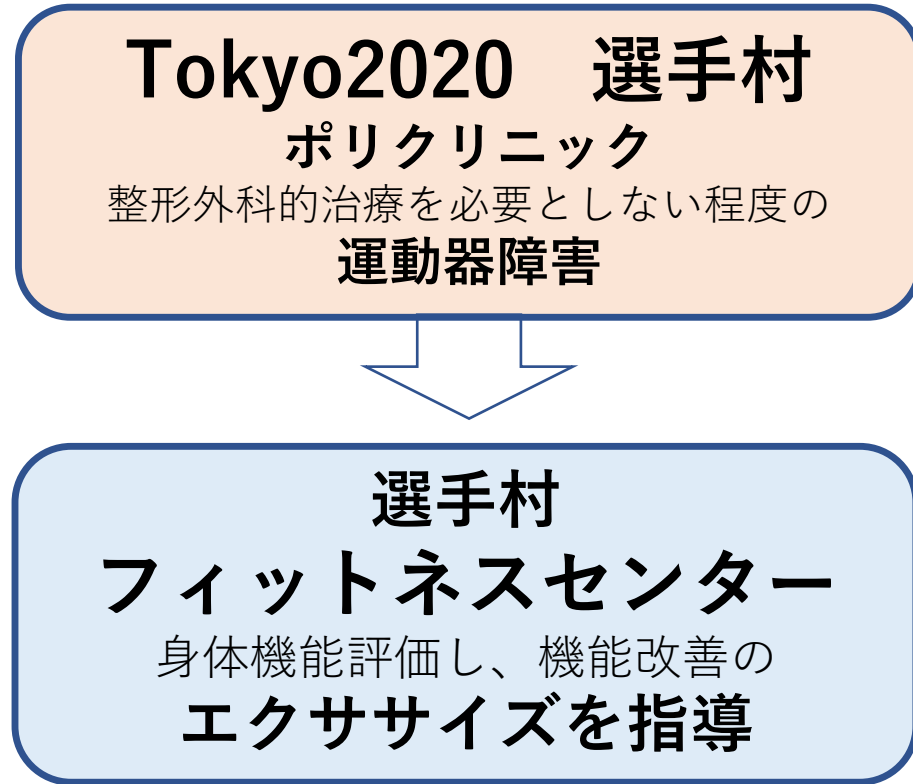 Tokyo2020　選手村
ポリクリニック
整形外科的治療を必要としない程度の
運動器障害
選手村
フィットネスセンター
身体機能評価し、機能改善の
エクササイズを指導